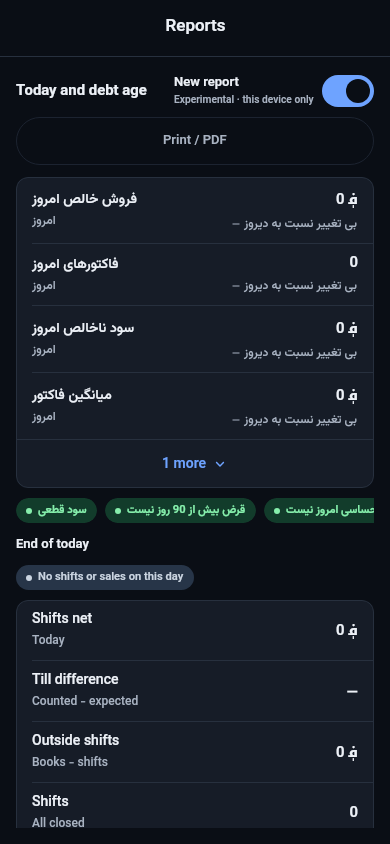 Reports
Today and debt age
New report
Experimental · this device only
Print / PDF
فروش خالص امروز
0 ؋
امروز
بی تغییر نسبت به دیروز —
فاکتورهای امروز
0
امروز
بی تغییر نسبت به دیروز —
سود ناخالص امروز
0 ؋
امروز
بی تغییر نسبت به دیروز —
میانگین فاکتور
0 ؋
امروز
بی تغییر نسبت به دیروز —
1 more
سود قطعی
قرض بیش از 90 روز نیست
حساسی امروز نیست
End of today
No shifts or sales on this day
Shifts net
0 ؋
Today
Till difference
—
Counted - expected
Outside shifts
0 ؋
Books - shifts
Shifts
0
All closed